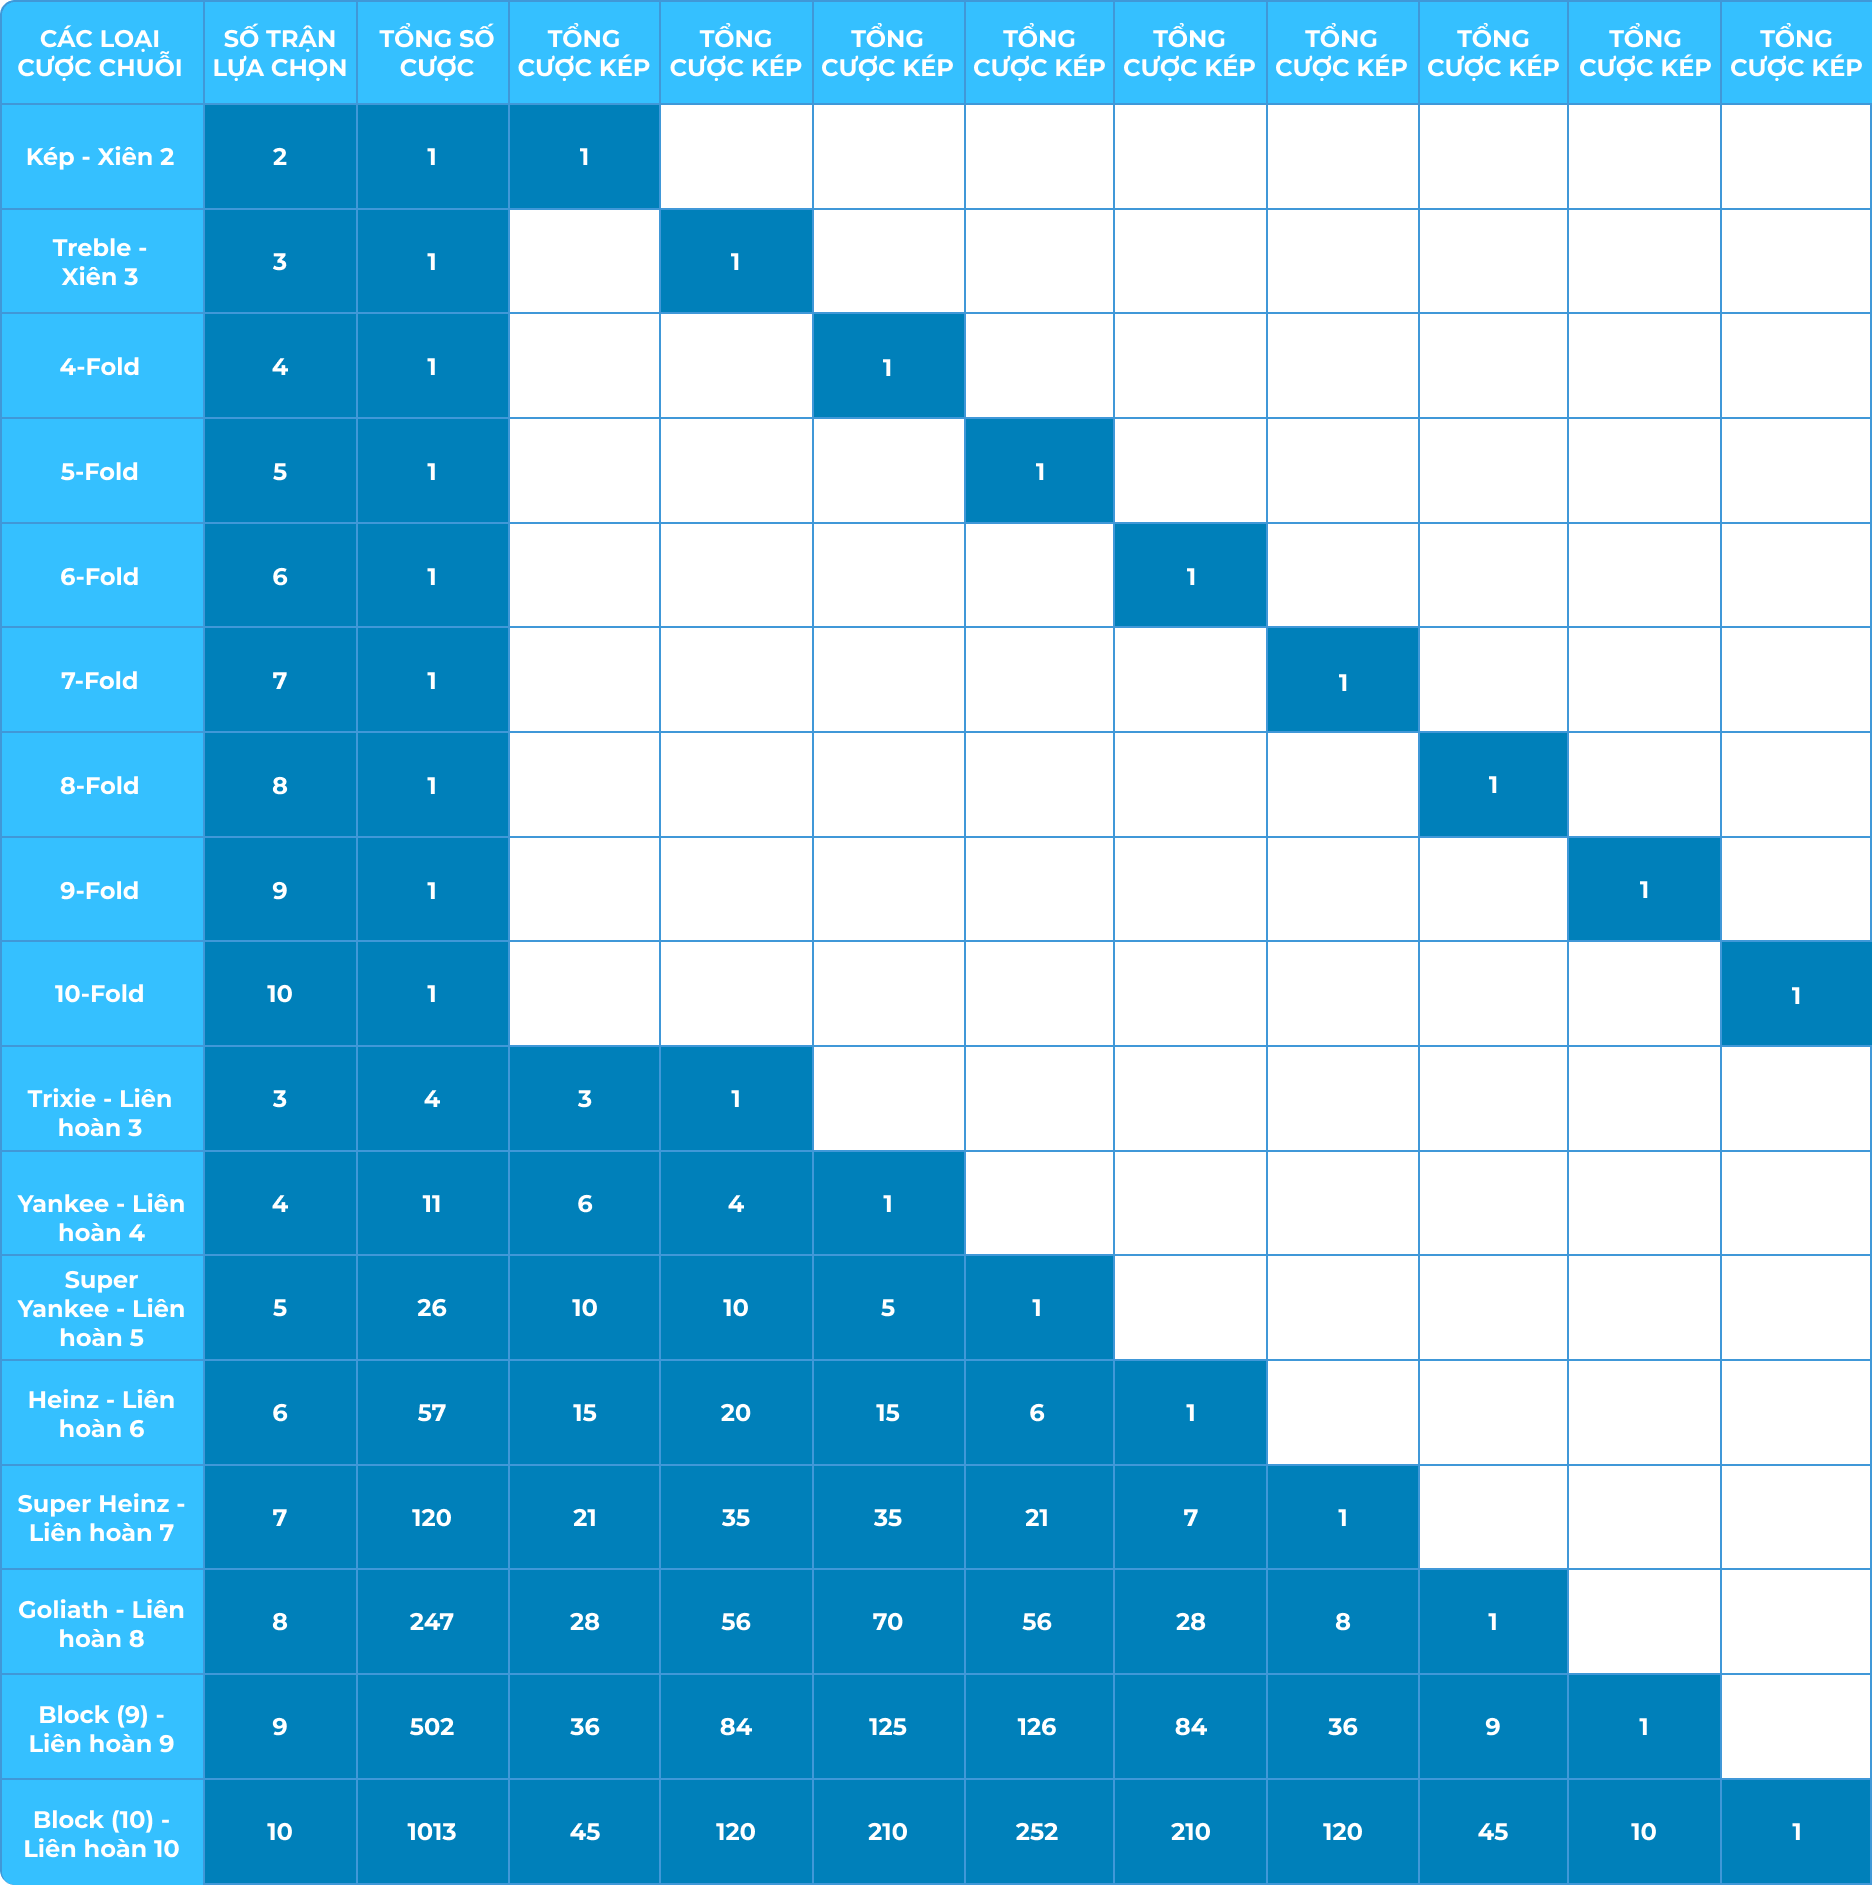 CÁC LOẠI
CƯỢC CHUỖI
SỐ TRẬN
LỰA CHỌN
TỔNG SỐ
CƯỢC
TỔNG
CƯỢC KÉP
TỔNG
CƯỢC KÉP
TỔNG
CƯỢC KÉP
TỔNG
CƯỢC KÉP
TỔNG
CƯỢC KÉP
TỔNG
CƯỢC KÉP
TỔNG
CƯỢC KÉP
TỔNG
CƯỢC KÉP
TỔNG
CƯỢC KÉP
Kép - Xiên 2
2 1 1
Treble -
Xiên 3
3 1 1
4-Fold
4 1 1
5-Fold
5 1 1
6-Fold
6 1 1
7-Fold
7 1 1
8-Fold
8 1 1
9-Fold
9 1 1
10-Fold
10 1 1
Trixie - Liên
hoàn 3
3 4 3 1
Yankee - Liên
hoàn 4
4 11 6 4 1
Super
Yankee - Liên
hoàn 5
5 26 10 10 5 1
Heinz - Liên
hoàn 6
6 57 15 20 15 6 1
Super Heinz -
Liên hoàn 7
7 120 21 35 35 21 7 1
Goliath - Liên
hoàn 8
8 247 28 56 70 56 28 8 1
Block (9) -
Liên hoàn 9
9 502 36 84 125 126 84 36 9 1
Block (10) -
Liên hoàn 10
10 1013 45 120 210 252 210 120 45 10 1